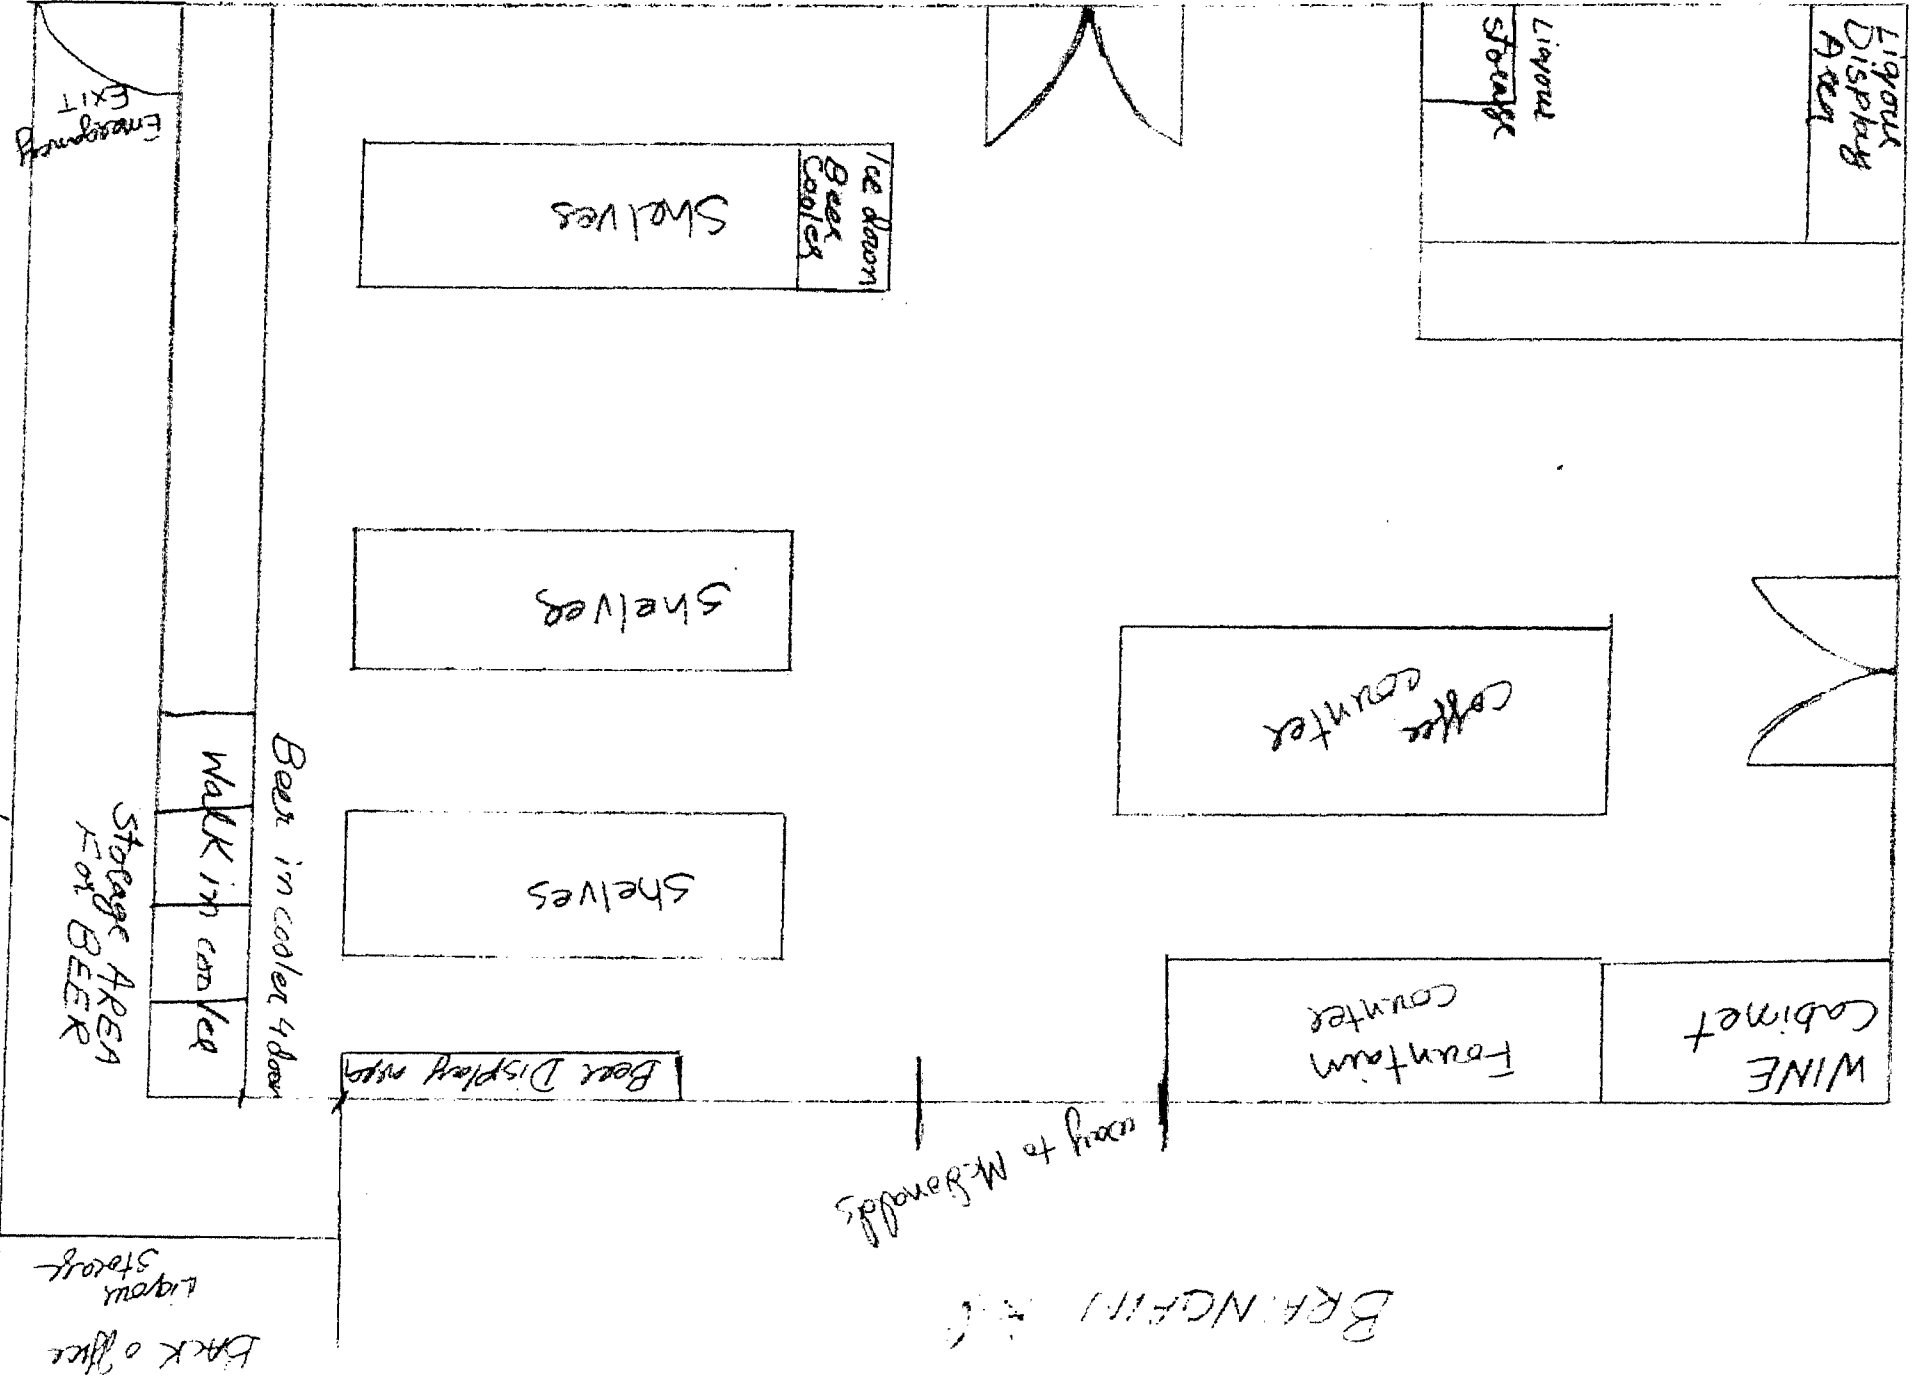 Emergency
EXIT
Shelves
Ice down
Beer
Cooler
Liquor
Storage
Liquor
Display
Area
Shelves
Coffee
counter
Shelves
Walk in cooler
Beer in cooler 4 door
Storage AREA
For BEER
Beer Display area
Fountain
counter
WINE
Cabinet
way to McDonalds
Liquor
Storage
BACK office